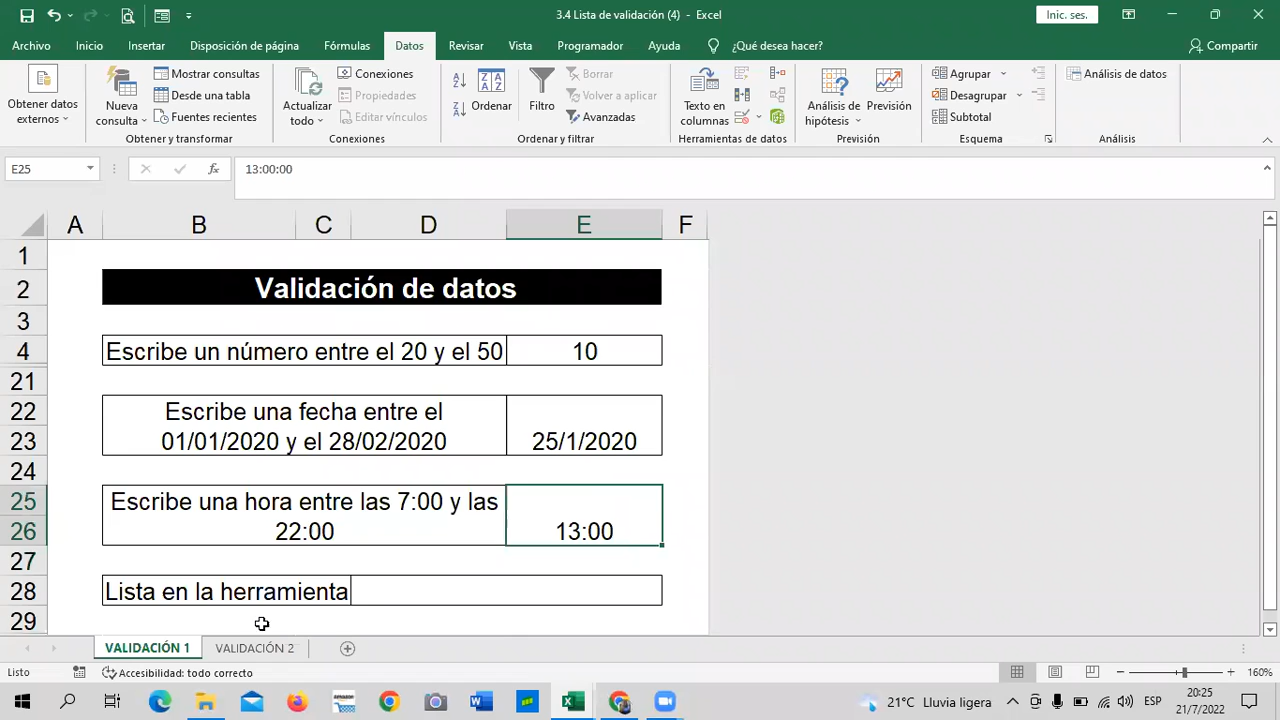 3.4 Lista de validación (4) - Excel
Inic. ses.
Archivo Inicio Insertar Disposición de página Fórmulas Datos Revisar Vista Programador Ayuda ¿Qué desea hacer? Compartir
Obtener datos externos
Nueva consulta
Mostrar consultas
Desde una tabla
Fuentes recientes
Obtener y transformar
Actualizar todo
Conexiones
Propiedades
Editar vínculos
Conexiones
Ordenar
Filtro
Borrar
Volver a aplicar
Avanzadas
Ordenar y filtrar
Texto en columnas
Herramientas de datos
Análisis de hipótesis
Previsión
Previsión
Agrupar
Desagrupar
Subtotal
Esquema
Análisis de datos
Análisis
E25 fx 13:00:00
A B C D E F
1
2 Validación de datos
3
4 Escribe un número entre el 20 y el 50 10
21
22 Escribe una fecha entre el
23 01/01/2020 y el 28/02/2020 25/1/2020
24
25 Escribe una hora entre las 7:00 y las
26 22:00 13:00
27
28 Lista en la herramienta
29
VALIDACIÓN 1 VALIDACIÓN 2
Listo Accesibilidad: todo correcto 160%
21°C Lluvia ligera ESP 20:25
21/7/2022